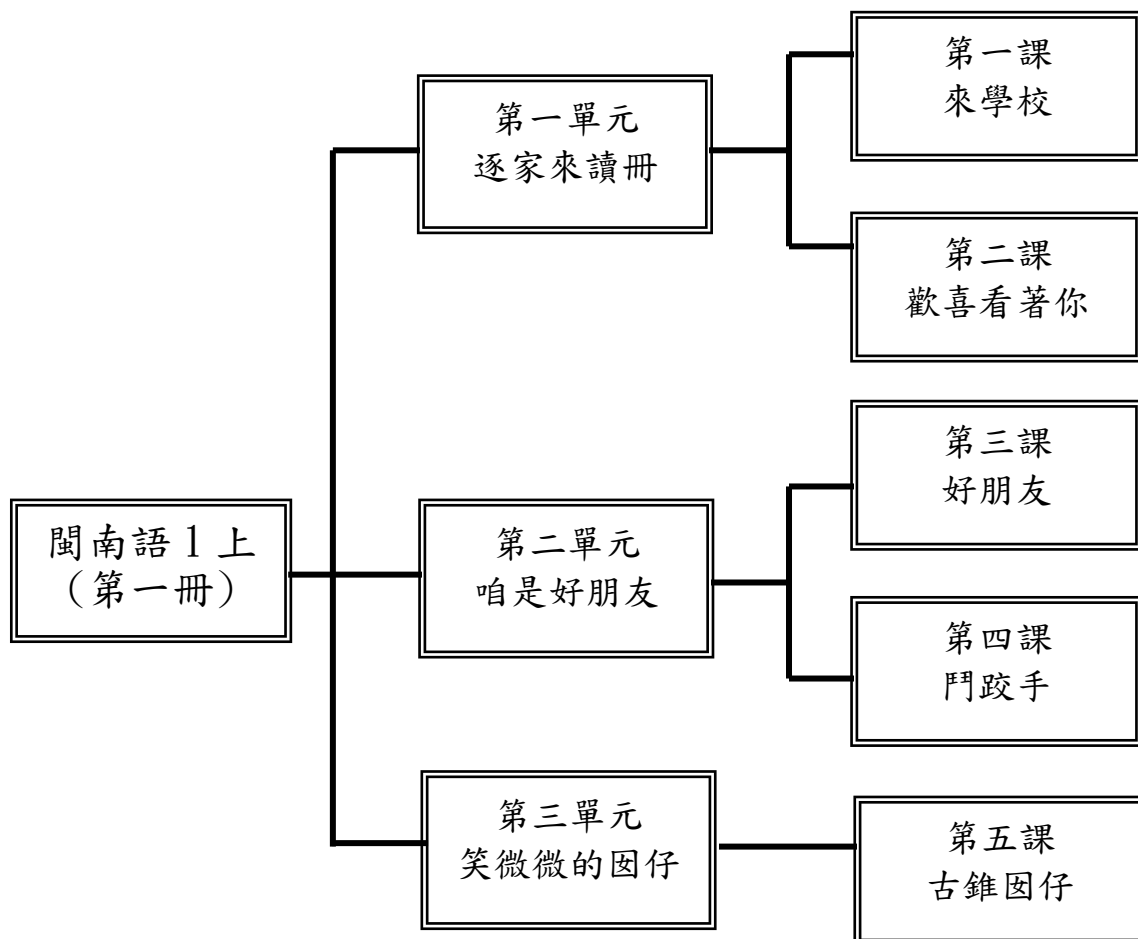 閩南語１上
（第一冊）
第一單元
逐家來讀冊
第一課
來學校
第二課
歡喜看著你
第二單元
咱是好朋友
第三課
好朋友
第四課
鬥跤手
第三單元
笑微微的囡仔
第五課
古錐囡仔